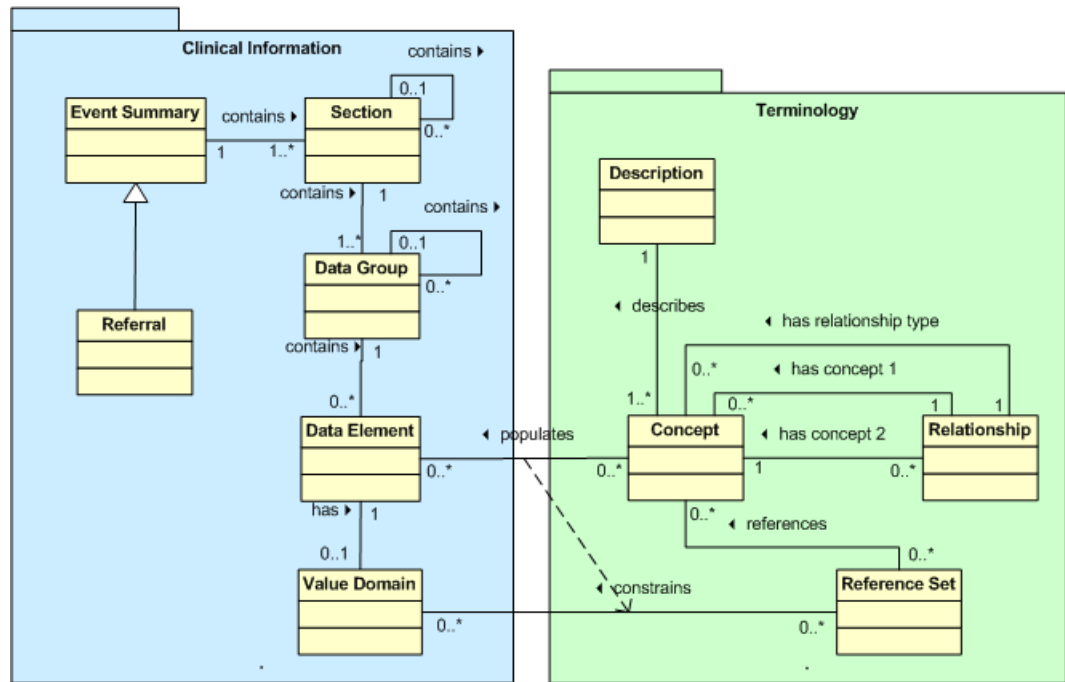 Clinical Information
contains ▸
Event Summary
contains ▸
Section
0..1
0..*
1
1..*
contains ▸
1
contains ▸
1..*
0..1
Data Group
0..*
Referral
contains ▸
1
0..*
Data Element
0..*
has ▸
1
0..1
Value Domain
0..*
.
Terminology
Description
1
◂ describes
◂ has relationship type
0..*
◂ has concept 1
1..*
0..*
1
1
Concept
◂ has concept 2
Relationship
◂ populates
0..*
1
0..*
0..*
◂ references
0..*
◂ constrains
Reference Set
0..*
.